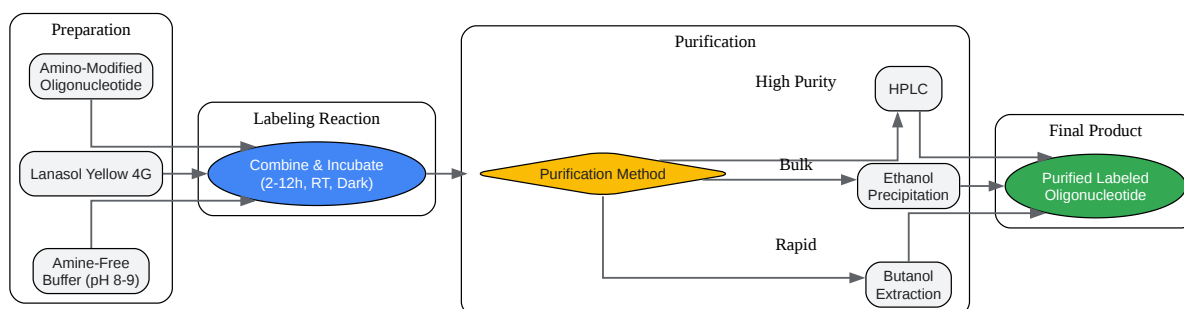 Preparation
Amino-Modified
Oligonucleotide
Lanasol Yellow 4G
Amine-Free
Buffer (pH 8-9)
Labeling Reaction
Combine & Incubate
(2-12h, RT, Dark)
Purification
Purification Method
High Purity
HPLC
Bulk
Ethanol
Precipitation
Rapid
Butanol
Extraction
Final Product
Purified Labeled
Oligonucleotide